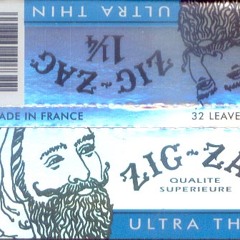 ULTRA THIN
ZIG-ZAG
1¼
ADE IN FRANCE
32 LEAVE
ZIG-ZA
QUALITE
SUPERIEURE
ULTRA TH